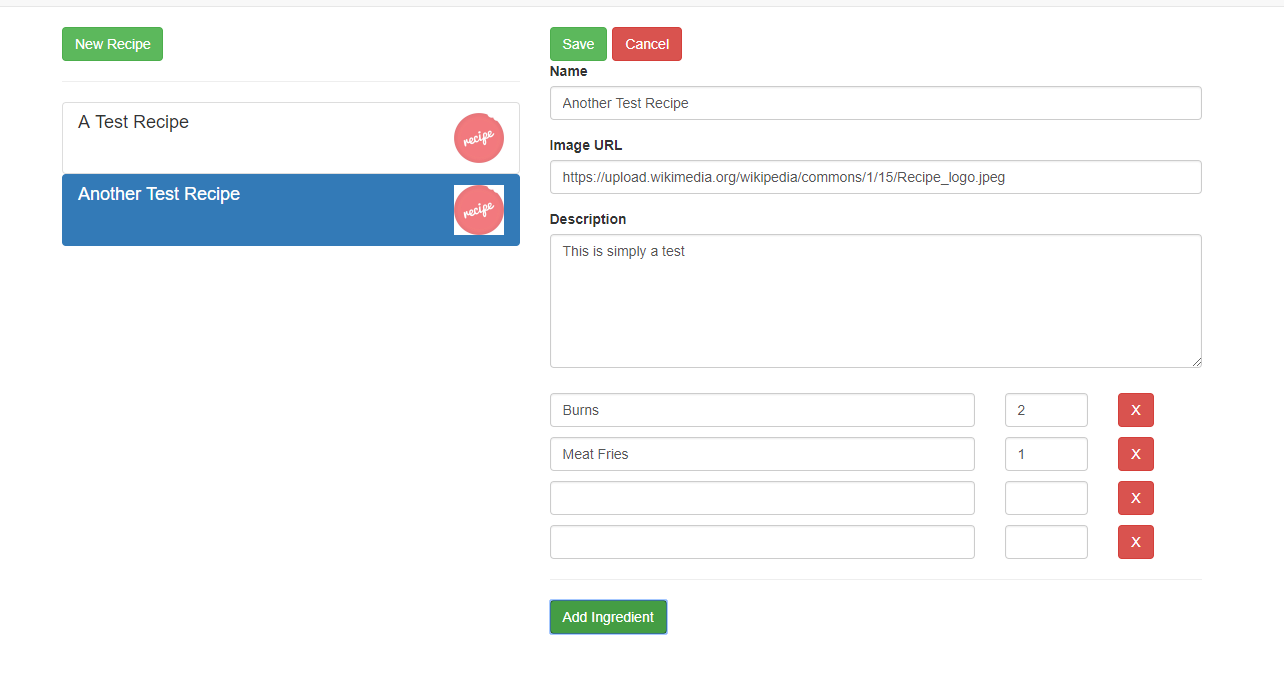 New Recipe
A Test Recipe
recipe
Another Test Recipe
recipe
Save Cancel
Name
Another Test Recipe
Image URL
https://upload.wikimedia.org/wikipedia/commons/1/15/Recipe_logo.jpeg
Description
This is simply a test
Burns 2 X
Meat Fries 1 X
X
X
Add Ingredient